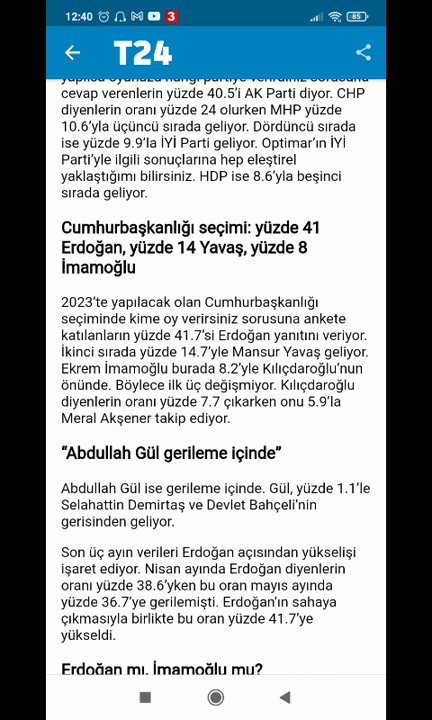 12:40
3
85
T24
cevap verenlerin yüzde 40.5'i AK Parti diyor. CHP
diyenlerin oranı yüzde 24 olurken MHP yüzde
10.6'yla üçüncü sırada geliyor. Dördüncü sırada
ise yüzde 9.9'la İYİ Parti geliyor. Optimar'ın İYİ
Parti'yle ilgili sonuçlarına hep eleştirel
yaklaştığımı bilirsiniz. HDP ise 8.6'yla beşinci
sırada geliyor.
Cumhurbaşkanlığı seçimi: yüzde 41
Erdoğan, yüzde 14 Yavaş, yüzde 8
İmamoğlu
2023'te yapılacak olan Cumhurbaşkanlığı
seçiminde kime oy verirsiniz sorusuna ankete
katılanların yüzde 41.7'si Erdoğan yanıtını veriyor.
İkinci sırada yüzde 14.7'yle Mansur Yavaş geliyor.
Ekrem İmamoğlu burada 8.2'yle Kılıçdaroğlu'nun
önünde. Böylece ilk üç değişmiyor. Kılıçdaroğlu
diyenlerin oranı yüzde 7.7 çıkarken onu 5.9'la
Meral Akşener takip ediyor.
“Abdullah Gül gerileme içinde”
Abdullah Gül ise gerileme içinde. Gül, yüzde 1.1'le
Selahattin Demirtaş ve Devlet Bahçeli'nin
gerisinden geliyor.
Son üç ayın verileri Erdoğan açısından yükselişi
işaret ediyor. Nisan ayında Erdoğan diyenlerin
oranı yüzde 38.6'yken bu oran mayıs ayında
yüzde 36.7'ye gerilemişti. Erdoğan'ın sahaya
çıkmasıyla birlikte bu oran yüzde 41.7'ye
yükseldi.
Erdoğan mı, İmamoğlu mu?